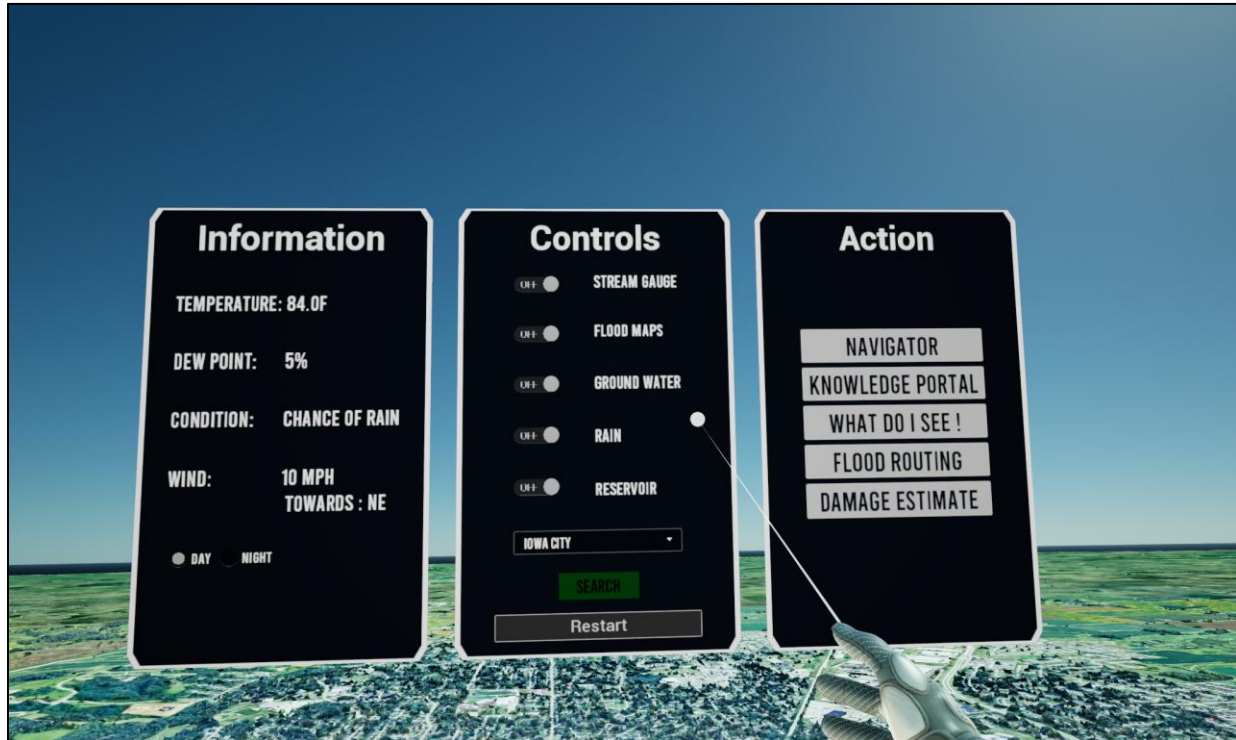 Information
TEMPERATURE: 84.0F
DEW POINT: 5%
CONDITION: CHANCE OF RAIN
WIND: 10 MPH
TOWARDS : NE
DAY NIGHT
Controls
OFF STREAM GAUGE
OFF FLOOD MAPS
OFF GROUND WATER
OFF RAIN
OFF RESERVOIR
IOWA CITY
SEARCH
Restart
Action
NAVIGATOR
KNOWLEDGE PORTAL
WHAT DO I SEE !
FLOOD ROUTING
DAMAGE ESTIMATE